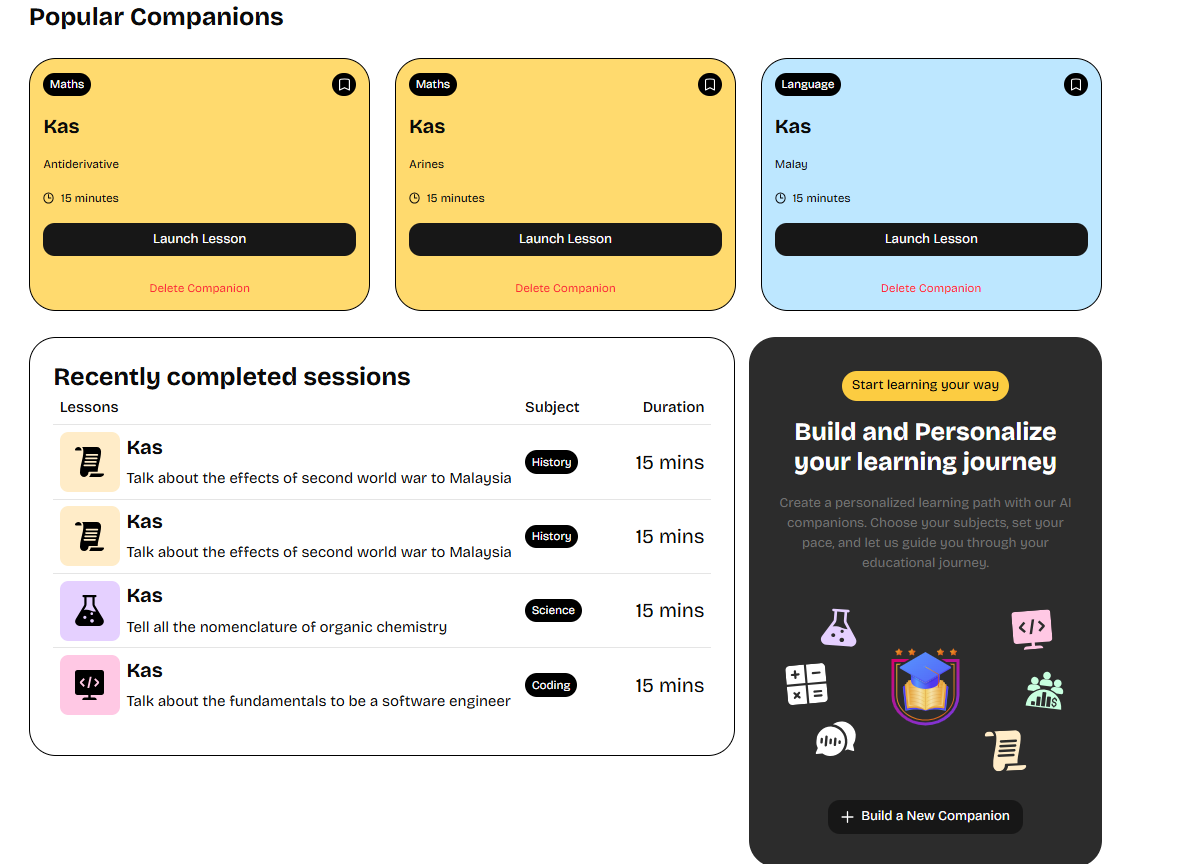 Popular Companions
Maths
Kas
Antiderivative
15 minutes
Launch Lesson
Delete Companion
Maths
Kas
Arines
15 minutes
Launch Lesson
Delete Companion
Language
Kas
Malay
15 minutes
Launch Lesson
Delete Companion
Recently completed sessions
Lessons Subject Duration
Kas
Talk about the effects of second world war to Malaysia
History
15 mins
Kas
Talk about the effects of second world war to Malaysia
History
15 mins
Kas
Tell all the nomenclature of organic chemistry
Science
15 mins
Kas
Talk about the fundamentals to be a software engineer
Coding
15 mins
Start learning your way
Build and Personalize
your learning journey
Create a personalized learning path with our AI
companions. Choose your subjects, set your
pace, and let us guide you through your
educational journey.
Build a New Companion